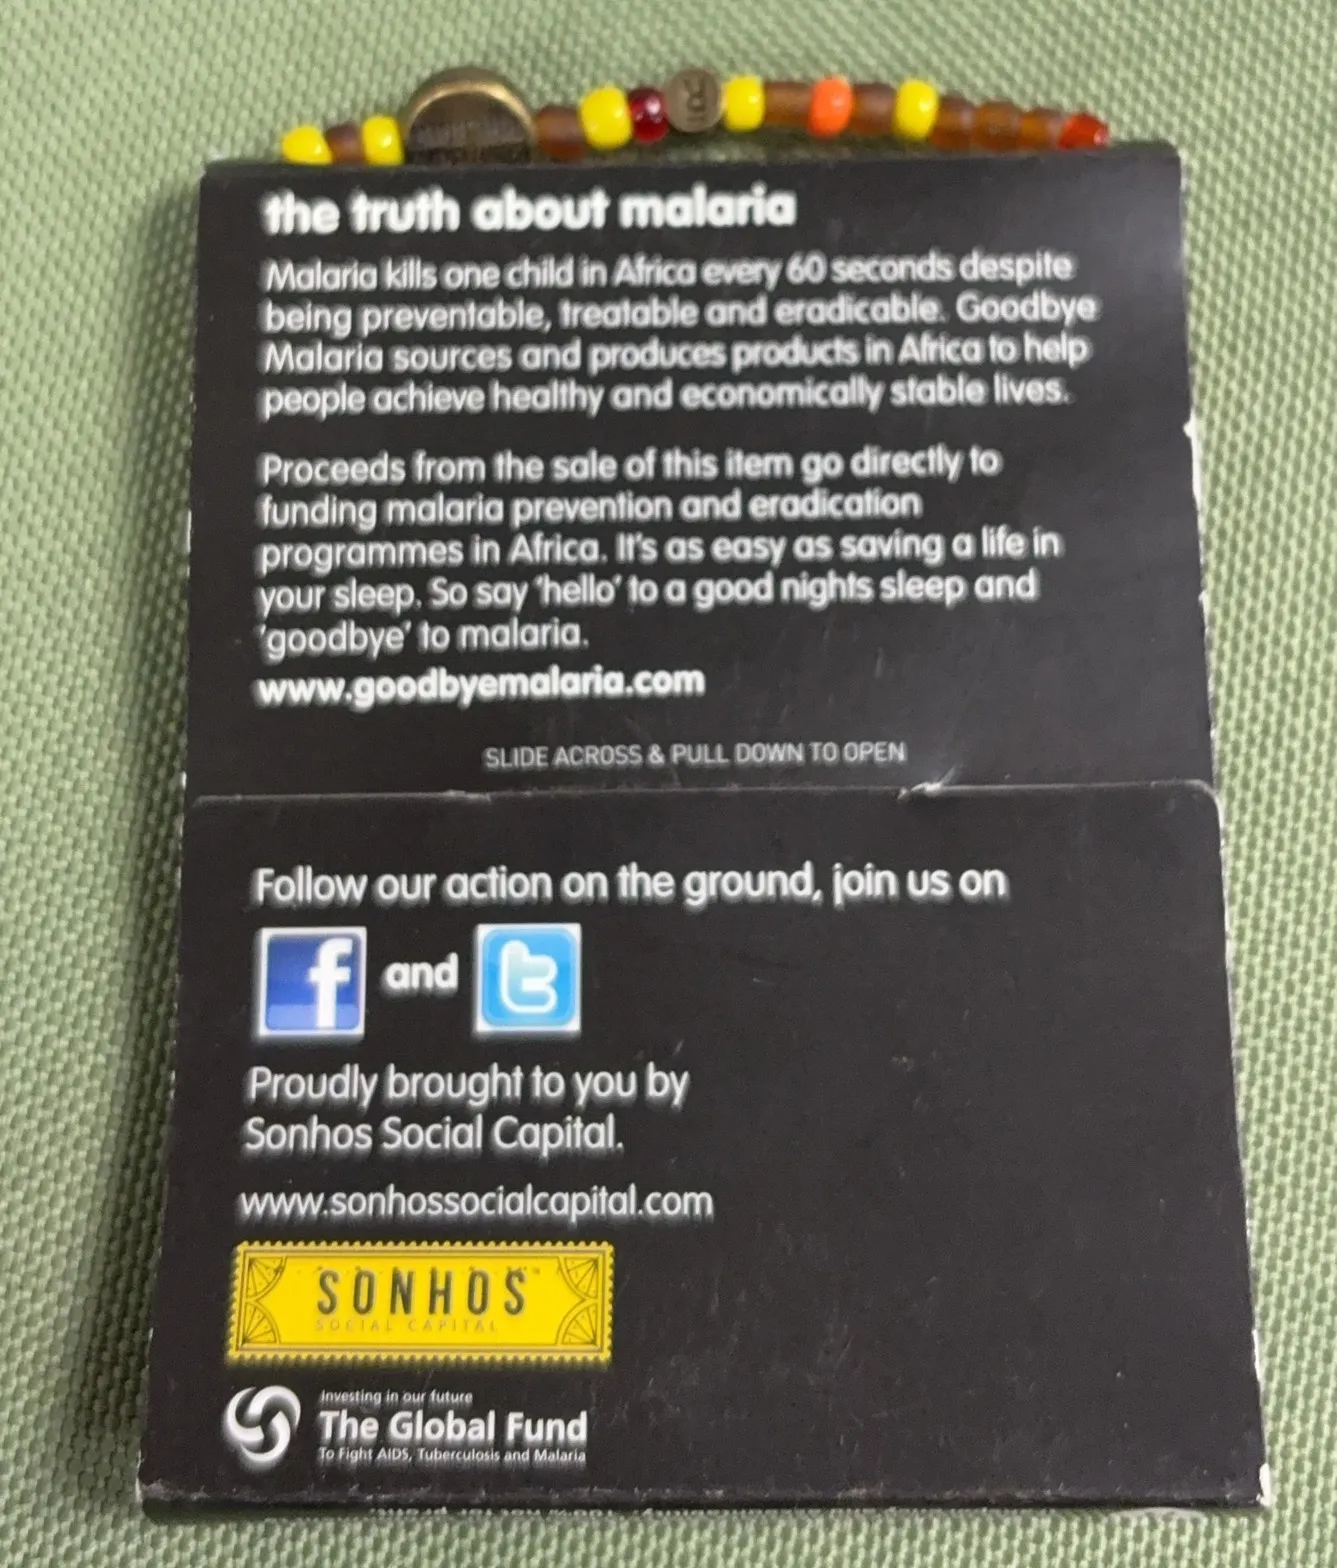 the truth about malaria
Malaria kills one child in Africa every 60 seconds despite
being preventable, treatable and eradicable. Goodbye
Malaria sources and produces products in Africa to help
people achieve healthy and economically stable lives.
Proceeds from the sale of this item go directly to
funding malaria prevention and eradication
programmes in Africa. It's as easy as saving a life in
your sleep. So say 'hello' to a good nights sleep and
'goodbye' to malaria.
www.goodbyemalaria.com
SLIDE ACROSS & PULL DOWN TO OPEN
Follow our action on the ground, join us on
f and t
Proudly brought to you by
Sonhos Social Capital.
www.sonhossocialcapital.com
SONHOS™
SOCIAL CAPITAL
Investing in our future
The Global Fund
To Fight AIDS, Tuberculosis and Malaria